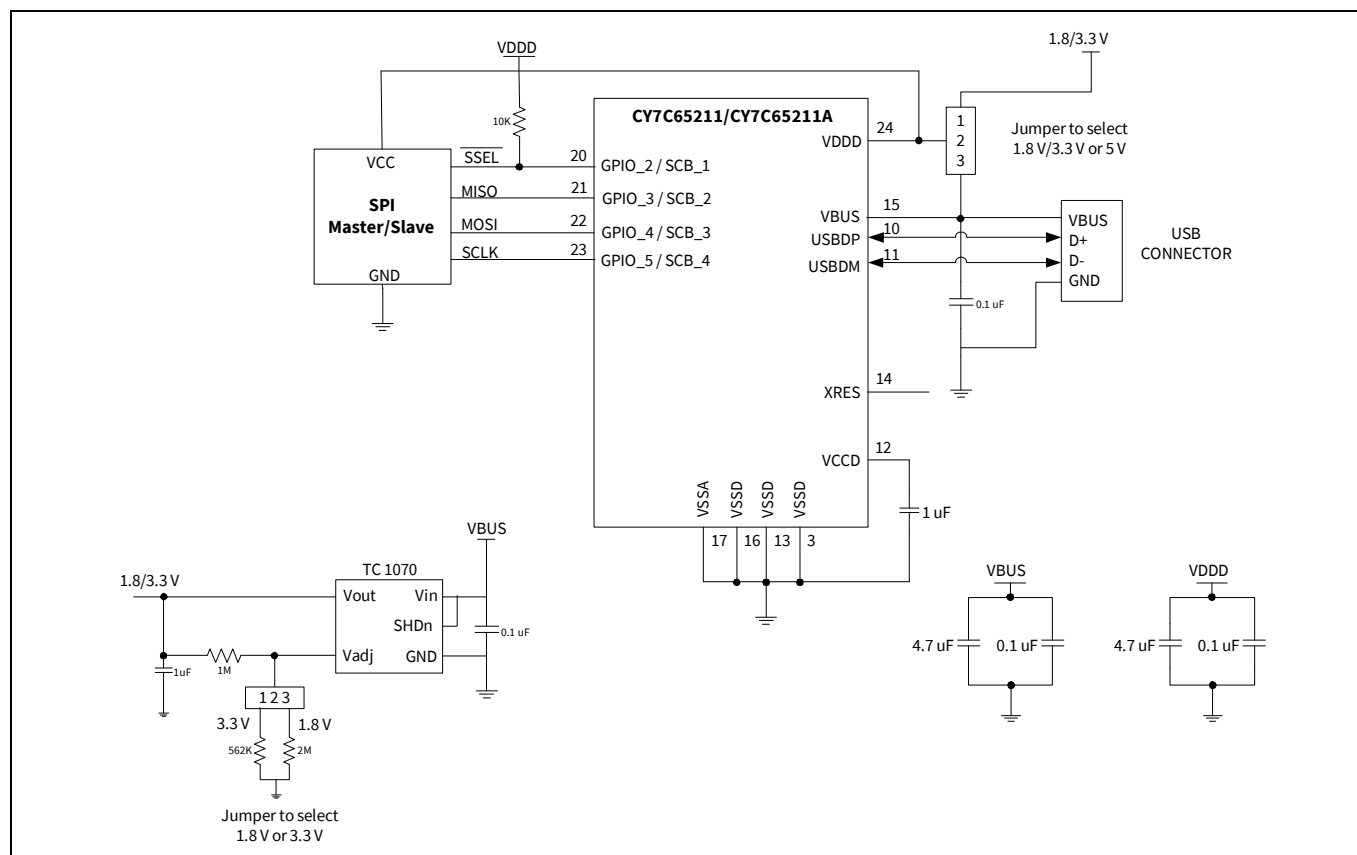 VDDD
1.8/3.3 V
10K
CY7C65211/CY7C65211A
24
VDDD
1
2
3
Jumper to select
1.8 V/3.3 V or 5 V
VCC
SPI
Master/Slave
GND
SSEL
MISO
MOSI
SCLK
20
21
22
23
GPIO_2 / SCB_1
GPIO_3 / SCB_2
GPIO_4 / SCB_3
GPIO_5 / SCB_4
VBUS
USBDP
USBDM
15
10
11
VBUS
D+
D-
GND
USB
CONNECTOR
0.1 uF
XRES
14
VCCD
12
1 uF
VSSA
VSSD
VSSD
VSSD
17
16
13
3
VBUS
TC 1070
1.8/3.3 V
Vout
Vin
SHDn
Vadj
GND
0.1 uF
1uF
1M
1 2 3
3.3 V
1.8 V
562K
2M
Jumper to select
1.8 V or 3.3 V
VBUS
4.7 uF
0.1 uF
VDDD
4.7 uF
0.1 uF